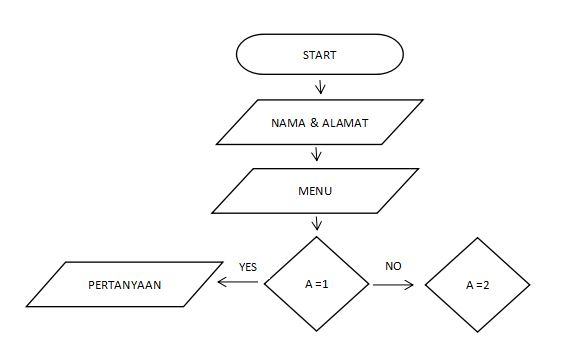 START
NAMA & ALAMAT
MENU
YES
NO
PERTANYAAN
A =1
A =2